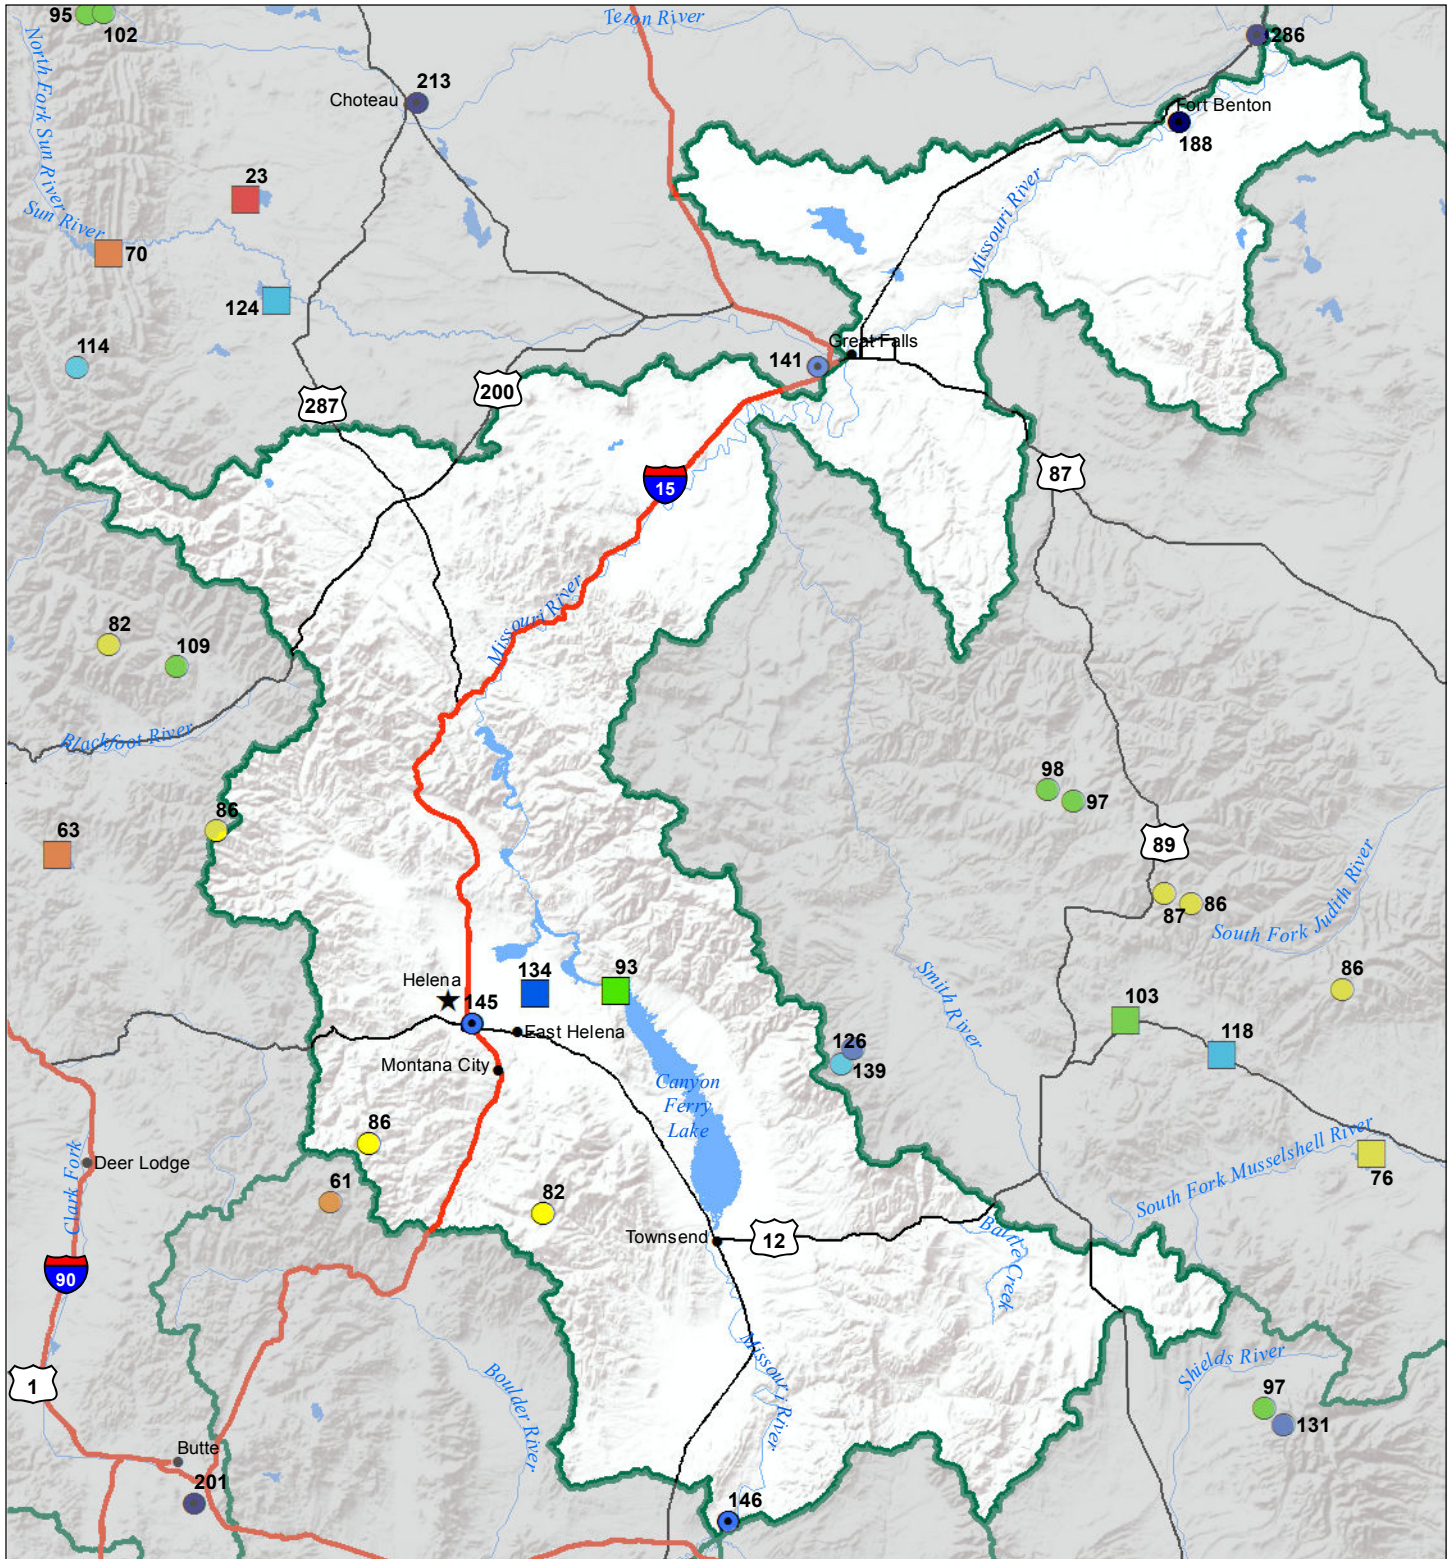 95
102
Teton River
286
North Fork Sun River
213
Choteau
Fort Benton
188
23
Sun River
70
Missouri River
124
114
141
Great Falls
287
200
87
15
82
109
Missouri River
Blackfoot River
98
97
86
63
89
87
86
South Fork Judith River
Smith River
86
Helena
134
93
145
103
East Helena
126
139
118
Montana City
Canyon
Ferry
Lake
86
Clark Fork
Deer Lodge
South Fork Musselshell River
76
61
82
Townsend
12
Battle Creek
90
Missouri River
Shields River
1
Boulder River
97
131
Butte
201
146